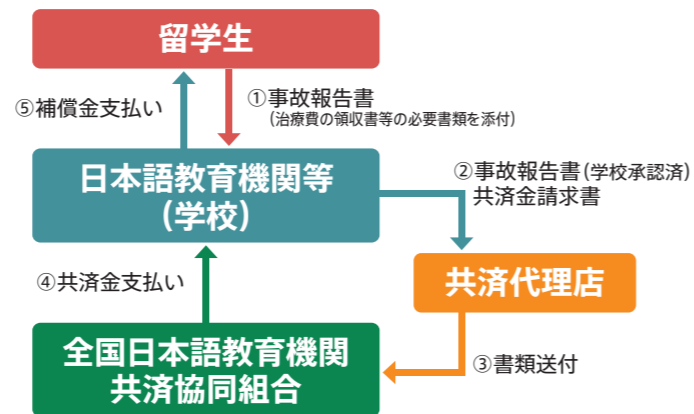 留学生
⑤補償金支払い
①事故報告書
(治療費の領収書等の必要書類を添付)
日本語教育機関等
(学校)
②事故報告書(学校承認済)
共済金請求書
共済代理店
④共済金支払い
全国日本語教育機関
共済協同組合
③書類送付